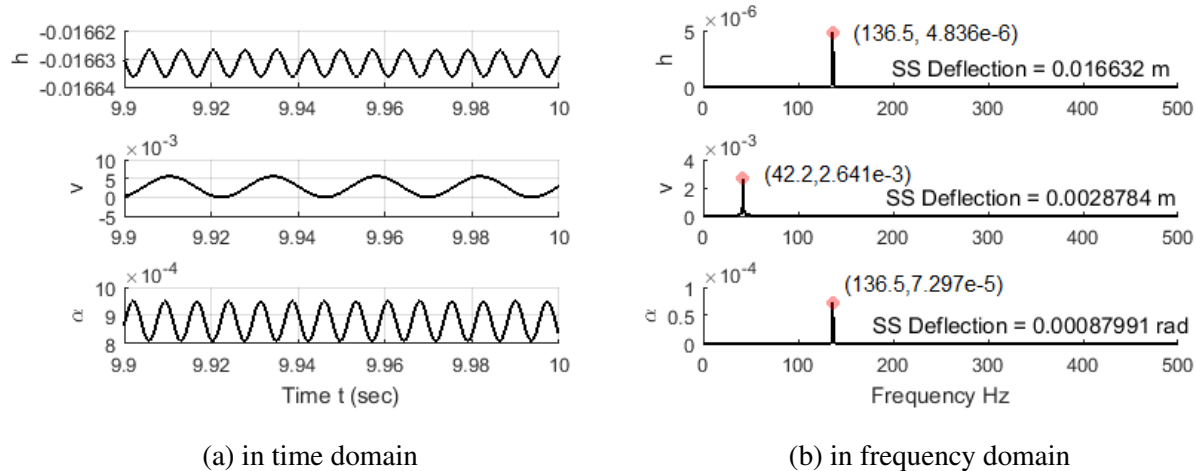 -0.01662
-0.01663
-0.01664
h
9.9 9.92 9.94 9.96 9.98 10
×10⁻³
10
5
0
-5
v
9.9 9.92 9.94 9.96 9.98 10
×10⁻⁴
10
9
8
α
9.9 9.92 9.94 9.96 9.98 10
Time t (sec)
(a) in time domain
×10⁻⁶
5
0
h
(136.5, 4.836e-6)
SS Deflection = 0.016632 m
0 100 200 300 400 500
×10⁻³
4
2
0
v
(42.2,2.641e-3)
SS Deflection = 0.0028784 m
0 100 200 300 400 500
×10⁻⁴
1
0.5
0
α
(136.5,7.297e-5)
SS Deflection = 0.00087991 rad
0 100 200 300 400 500
Frequency Hz
(b) in frequency domain